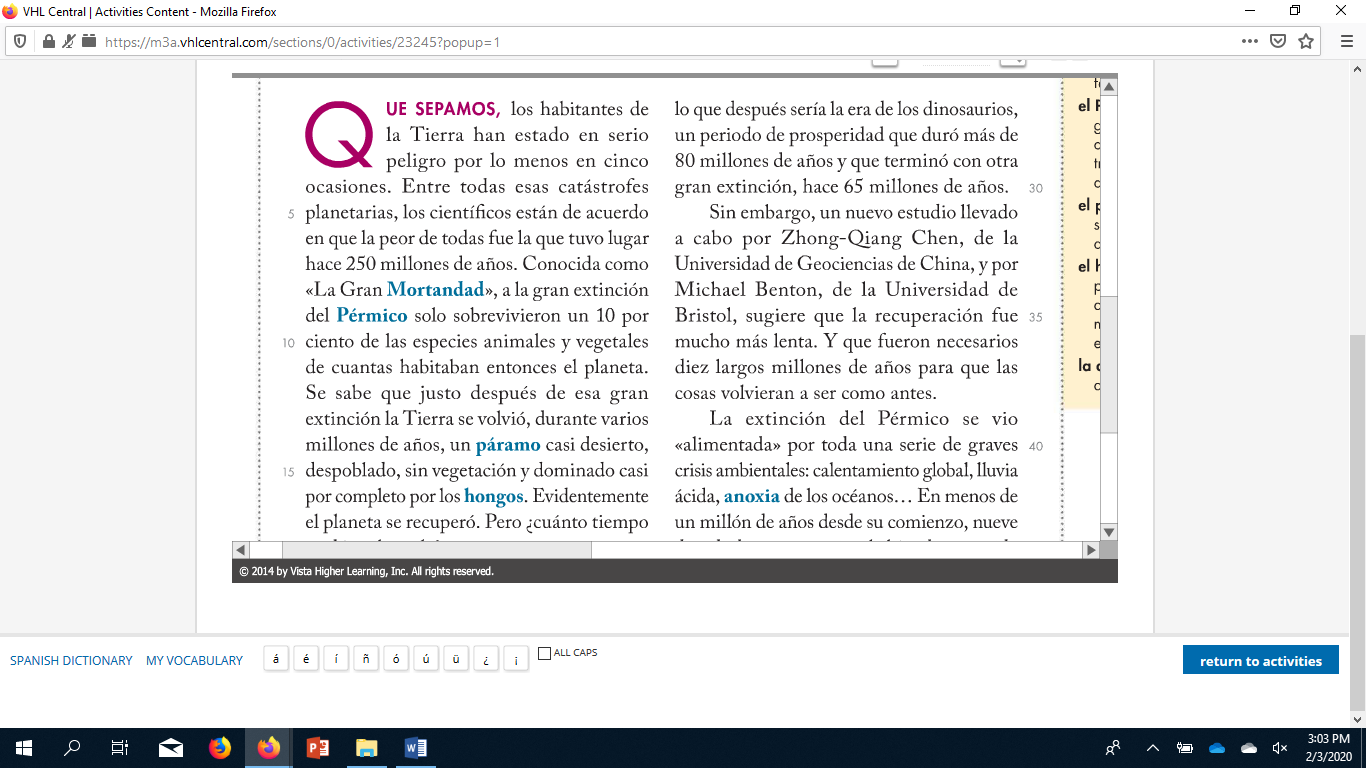 VHL Central | Activities Content - Mozilla Firefox
https://m3a.vhlcentral.com/sections/0/activities/23245?popup=1
QUE SEPAMOS, los habitantes de
la Tierra han estado en serio
peligro por lo menos en cinco
ocasiones. Entre todas esas catástrofes
5 planetarias, los científicos están de acuerdo
en que la peor de todas fue la que tuvo lugar
hace 250 millones de años. Conocida como
«La Gran Mortandad», a la gran extinción
del Pérmico solo sobrevivieron un 10 por
10 ciento de las especies animales y vegetales
de cuantas habitaban entonces el planeta.
Se sabe que justo después de esa gran
extinción la Tierra se volvió, durante varios
millones de años, un páramo casi desierto,
15 despoblado, sin vegetación y dominado casi
por completo por los hongos. Evidentemente
el planeta se recuperó. Pero ¿cuánto tiempo
lo que después sería la era de los dinosaurios,
un periodo de prosperidad que duró más de
80 millones de años y que terminó con otra
gran extinción, hace 65 millones de años. 30
Sin embargo, un nuevo estudio llevado
a cabo por Zhong-Qiang Chen, de la
Universidad de Geociencias de China, y por
Michael Benton, de la Universidad de
Bristol, sugiere que la recuperación fue 35
mucho más lenta. Y que fueron necesarios
diez largos millones de años para que las
cosas volvieran a ser como antes.
La extinción del Pérmico se vio
«alimentada» por toda una serie de graves 40
crisis ambientales: calentamiento global, lluvia
ácida, anoxia de los océanos... En menos de
un millón de años desde su comienzo, nueve
el
el
el
la
© 2014 by Vista Higher Learning, Inc. All rights reserved.
SPANISH DICTIONARY MY VOCABULARY á é í ñ ó ú ü ¿ ¡ ALL CAPS
return to activities
3:03 PM
2/3/2020